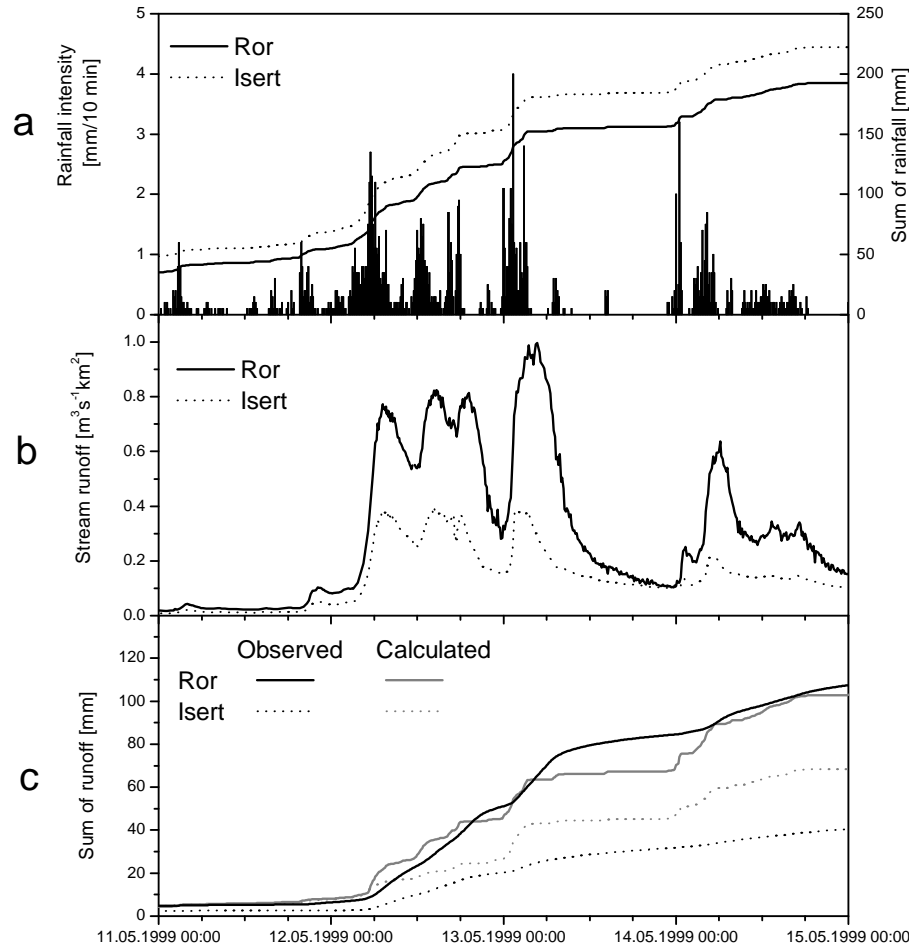 a
Rainfall intensity
[mm/10 min]
5
4
3
2
1
0
Ror
Isert
250
200
150
100
50
0
Sum of rainfall [mm]
b
Stream runoff [m³s⁻¹km²]
1.0
0.8
0.6
0.4
0.2
0.0
Ror
Isert
c
Sum of runoff [mm]
120
100
80
60
40
20
0
Observed Calculated
Ror
Isert
11.05.1999 00:00 12.05.1999 00:00 13.05.1999 00:00 14.05.1999 00:00 15.05.1999 00:00